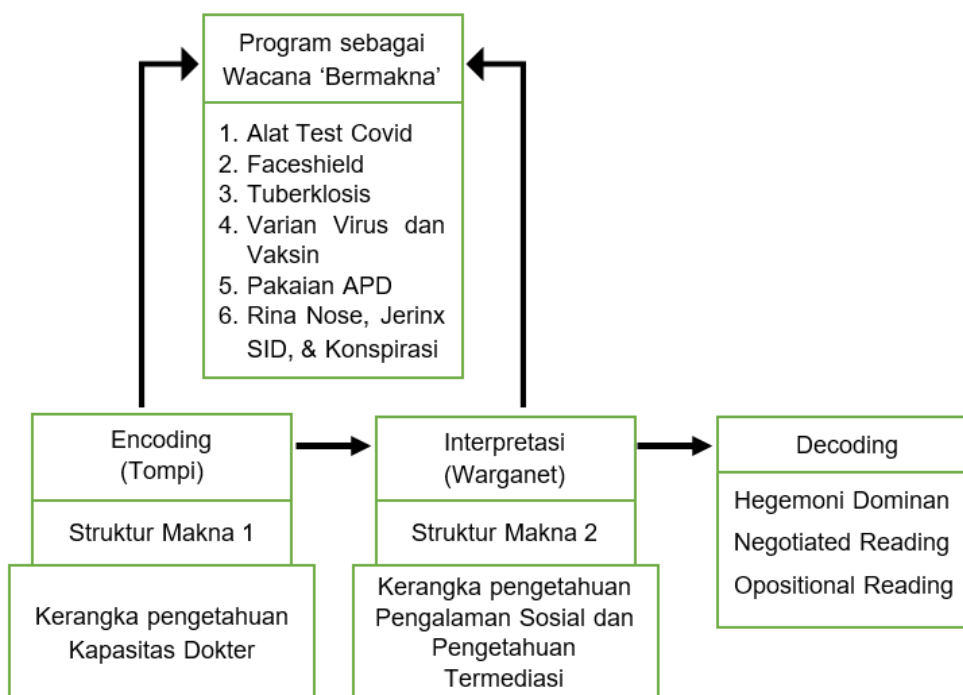 Program sebagai
Wacana ‘Bermakna’
1. Alat Test Covid
2. Faceshield
3. Tuberklosis
4. Varian Virus dan
Vaksin
5. Pakaian APD
6. Rina Nose, Jerinx
SID, & Konspirasi
Encoding
(Tompi)
Struktur Makna 1
Kerangka pengetahuan
Kapasitas Dokter
Interpretasi
(Warganet)
Struktur Makna 2
Kerangka pengetahuan
Pengalaman Sosial dan
Pengetahuan
Termediasi
Decoding
Hegemoni Dominan
Negotiated Reading
Opositional Reading